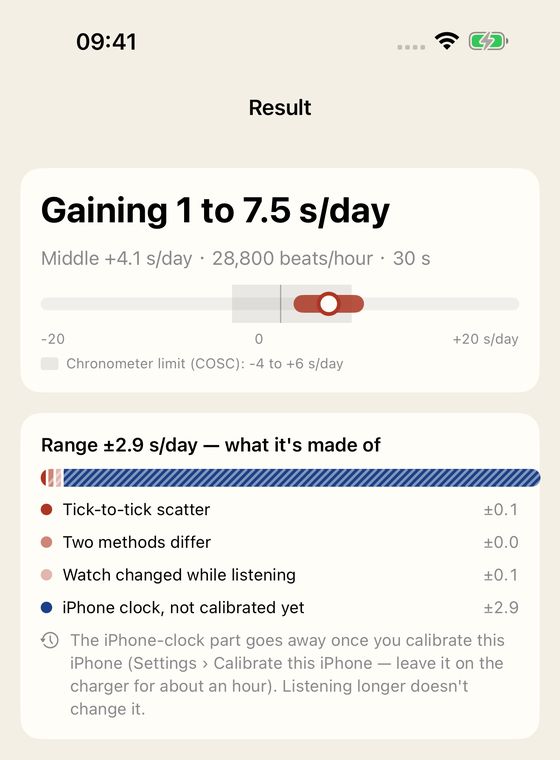 09:41
Result
Gaining 1 to 7.5 s/day
Middle +4.1 s/day · 28,800 beats/hour · 30 s
-20 0 +20 s/day
Chronometer limit (COSC): -4 to +6 s/day
Range ±2.9 s/day — what it's made of
Tick-to-tick scatter ±0.1
Two methods differ ±0.0
Watch changed while listening ±0.1
iPhone clock, not calibrated yet ±2.9
The iPhone-clock part goes away once you calibrate this
iPhone (Settings › Calibrate this iPhone — leave it on the
charger for about an hour). Listening longer doesn't
change it.